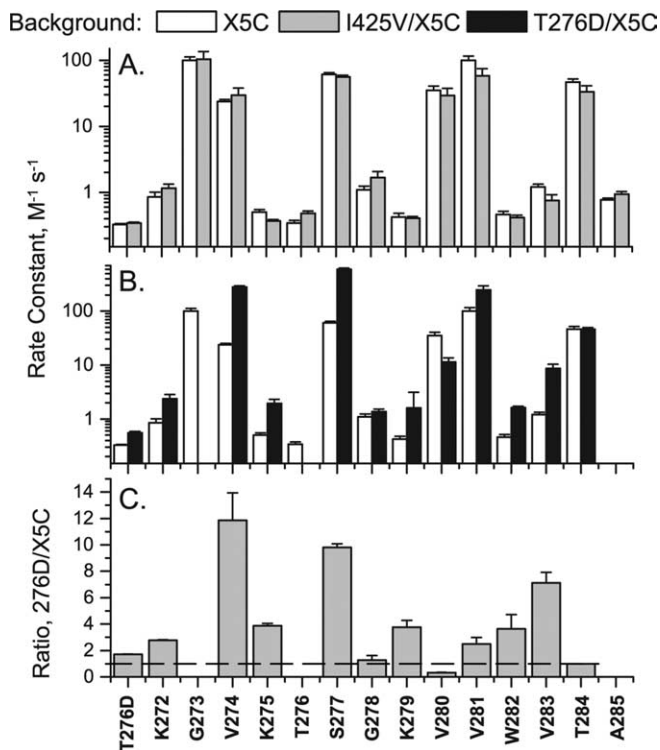 Background: X5C I425V/X5C T276D/X5C
A.
100
10
1
B.
100
10
1
Rate Constant, M⁻¹ s⁻¹
C.
14
12
10
8
6
4
2
0
Ratio, 276D/X5C
T276D K272 G273 V274 K275 T276 S277 G278 K279 V280 V281 W282 V283 T284 A285